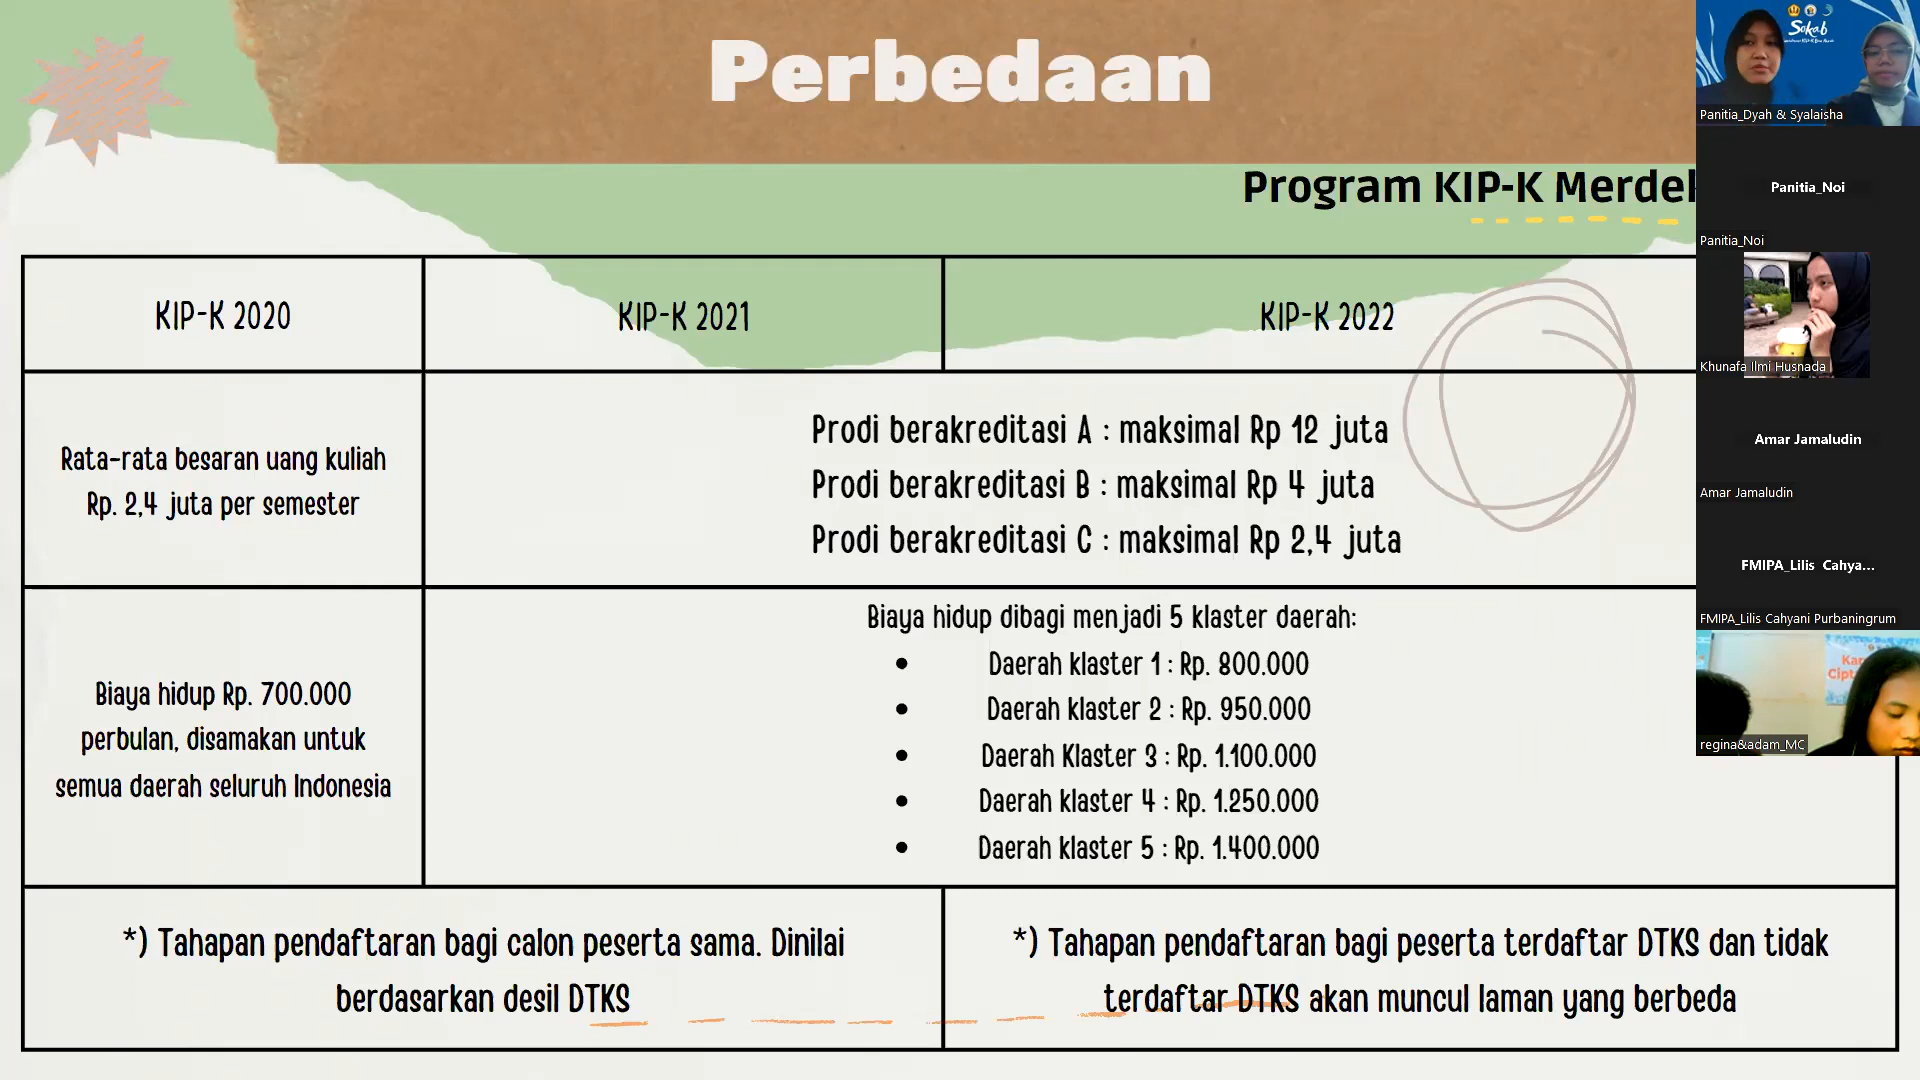 Perbedaan
Program KIP-K
KIP-K 2020
KIP-K 2021
KIP-K 2022
Rata-rata besaran uang kuliah
Rp. 2,4 juta per semester
Prodi berakreditasi A : maksimal Rp 12 juta
Prodi berakreditasi B : maksimal Rp 4 juta
Prodi berakreditasi C : maksimal Rp 2,4 juta
Biaya hidup Rp. 700.000
perbulan, disamakan untuk
semua daerah seluruh Indonesia
Biaya hidup dibagi menjadi 5 klaster daerah:
• Daerah klaster 1 : Rp. 800.000
• Daerah klaster 2 : Rp. 950.000
• Daerah Klaster 3 : Rp. 1.100.000
• Daerah klaster 4 : Rp. 1.250.000
• Daerah klaster 5 : Rp. 1.400.000
*) Tahapan pendaftaran bagi calon peserta sama. Dinilai
berdasarkan desil DTKS
*) Tahapan pendaftaran bagi peserta terdaftar DTKS dan tidak
terdaftar DTKS akan muncul laman yang berbeda
Sokab
Panitia_Dyah & Syalaisha
Panitia_Noi
Panitia_Noi
Khunafa Ilmi Husnada
Amar Jamaludin
Amar Jamaludin
FMIPA_Lilis Cahya...
FMIPA_Lilis Cahyani Purbaningrum
regina&adam_MC